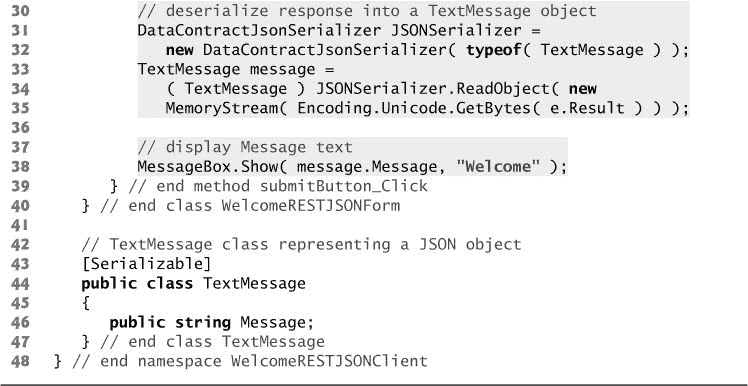 30 // deserialize response into a TextMessage object
31 DataContractJsonSerializer JSONSerializer =
32 new DataContractJsonSerializer( typeof( TextMessage ) );
33 TextMessage message =
34 ( TextMessage ) JSONSerializer.ReadObject( new
35 MemoryStream( Encoding.Unicode.GetBytes( e.Result ) ) );
36
37 // display Message text
38 MessageBox.Show( message.Message, "Welcome" );
39 } // end method submitButton_Click
40 } // end class WelcomeRESTJSONForm
41
42 // TextMessage class representing a JSON object
43 [Serializable]
44 public class TextMessage
45 {
46 public string Message;
47 } // end class TextMessage
48 } // end namespace WelcomeRESTJSONClient